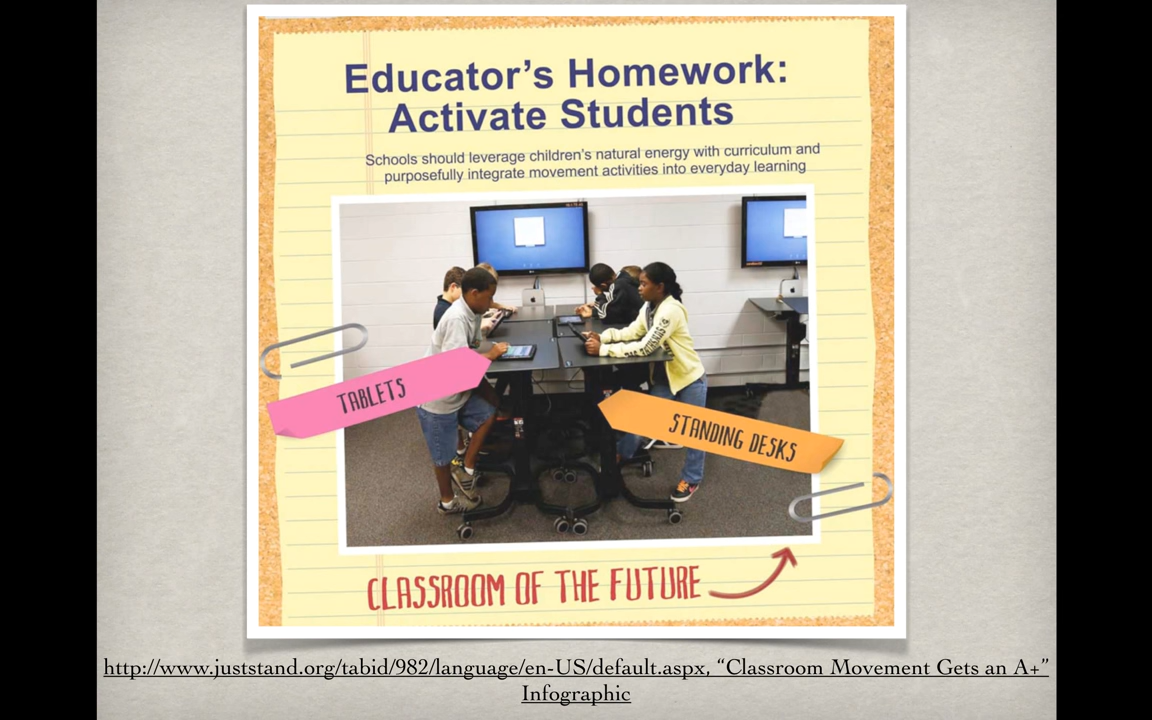 Educator's Homework:
Activate Students
Schools should leverage children's natural energy with curriculum and
purposefully integrate movement activities into everyday learning
TABLETS
STANDING DESKS
CLASSROOM OF THE FUTURE
http://www.juststand.org/tabid/982/language/en-US/default.aspx, “Classroom Movement Gets an A+”
Infographic